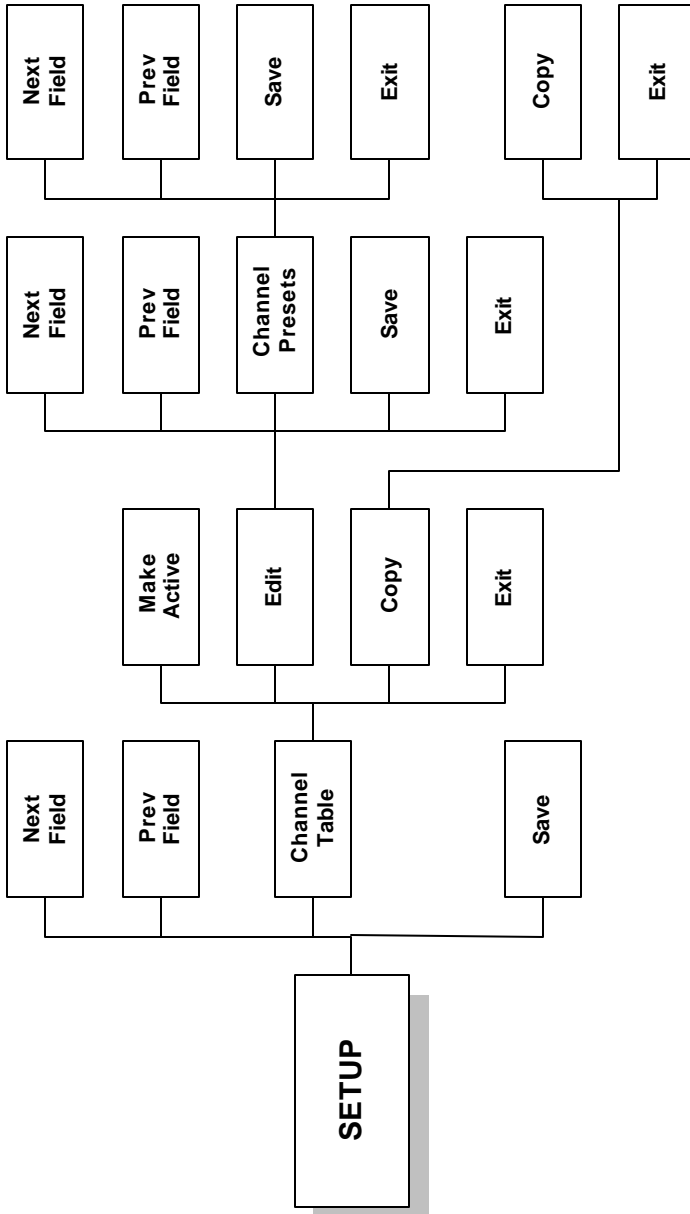 SETUP
Save
Channel
Table
Prev
Field
Next
Field
Exit
Copy
Edit
Make
Active
Exit
Save
Channel
Presets
Prev
Field
Next
Field
Exit
Copy
Exit
Save
Prev
Field
Next
Field